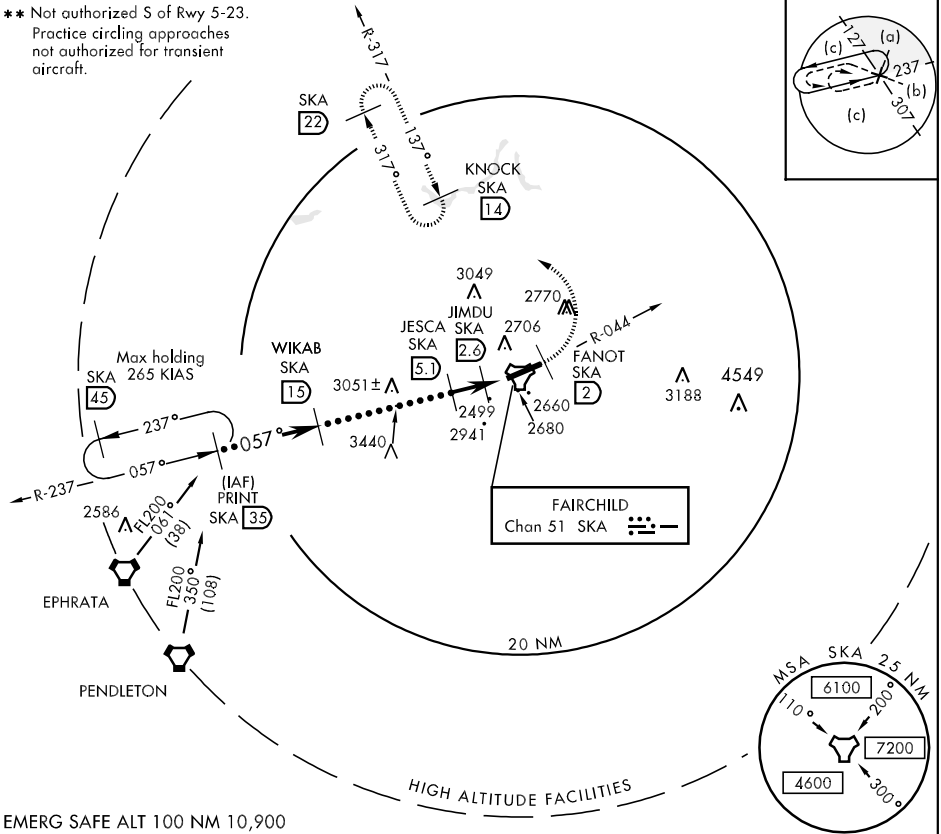 ** Not authorized S of Rwy 5-23.
Practice circling approaches
not authorized for transient
aircraft.
R-317
SKA
22
137°
317°
KNOCK
SKA
14
127
(a)
(c)
237
(b)
307
(c)
3049
2770
JIMDU
SKA
2.6
2706
R-044
JESCA
SKA
5.1
FANOT
SKA
2
WIKAB
SKA
15
Max holding
265 KIAS
SKA
45
3051±
3188
4549
2499
2660
2941
2680
3440
237°
057°
057°
R-237
(IAF)
PRINT
SKA 35
2586
FL200
061°
(38)
FL200
350°
(108)
EPHRATA
PENDLETON
FAIRCHILD
Chan 51 SKA
20 NM
MSA SKA 25 NM
6100
110°
200°
7200
4600
300°
HIGH ALTITUDE FACILITIES
EMERG SAFE ALT 100 NM 10,900